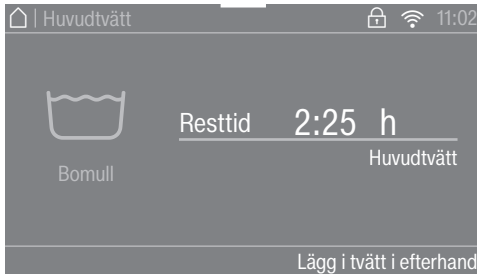 | Huvudtvätt 11:02
Resttid 2:25 h
Huvudtvätt
Bomull
Lägg i tvätt i efterhand